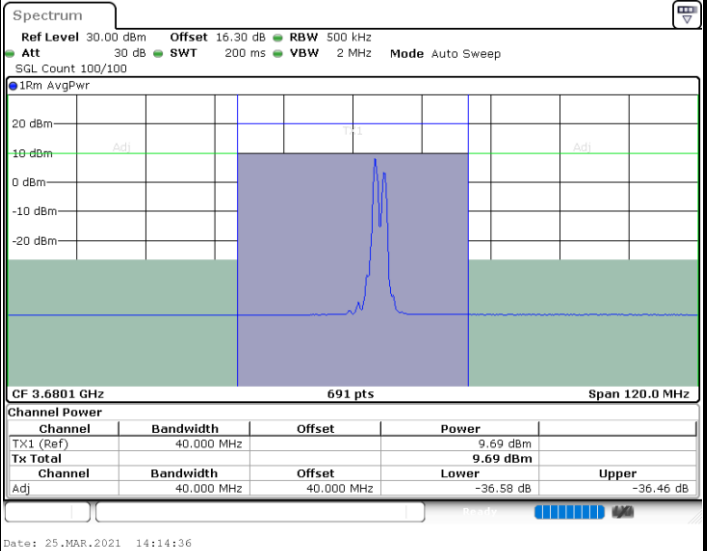 Spectrum
Ref Level 30.00 dBm Offset 16.30 dB RBW 500 kHz
Att 30 dB SWT 200 ms VBW 2 MHz Mode Auto Sweep
SGL Count 100/100
1Rm AvgPwr
20 dBm
TX1
Adj Adj
10 dBm
0 dBm
-10 dBm
-20 dBm
CF 3.6801 GHz 691 pts Span 120.0 MHz
Channel Power
Channel Bandwidth Offset Power
TX1 (Ref) 40.000 MHz 9.69 dBm
Tx Total 9.69 dBm
Channel Bandwidth Offset Lower Upper
Adj 40.000 MHz 40.000 MHz -36.58 dB -36.46 dB
Ready
Date: 25.MAR.2021 14:14:36